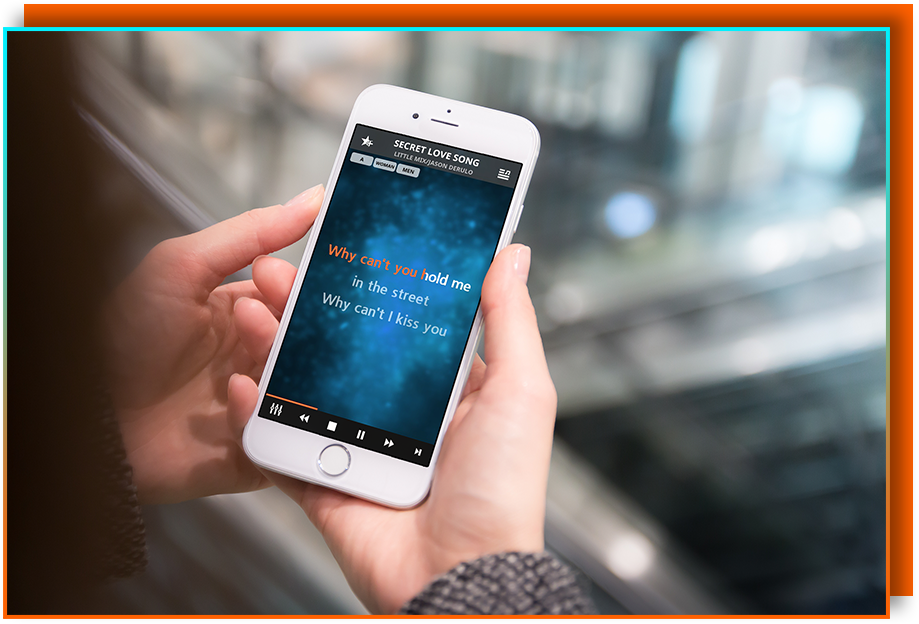 SECRET LOVE SONG
LITTLE MIX/JASON DERULO
A WOMAN MEN
Why can't you hold me
in the street
Why can't I kiss you